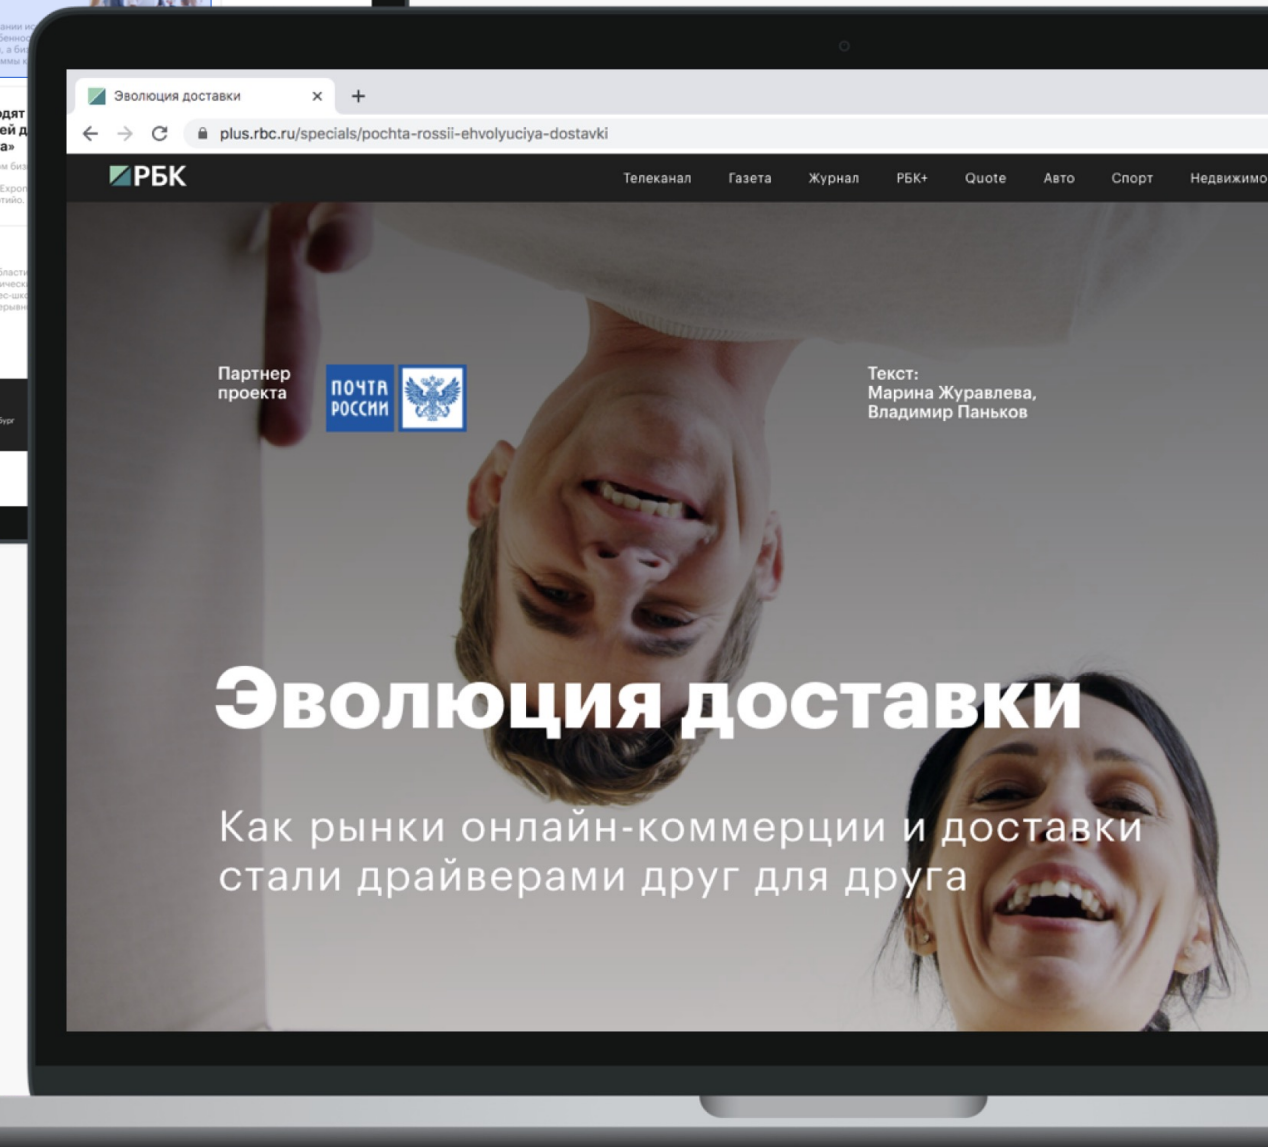 Эволюция доставки
plus.rbc.ru/specials/pochta-rossii-ehvolyuciya-dostavki
РБК
Телеканал Газета Журнал РБК+ Quote Авто Спорт Недвижимо
Партнер
проекта
ПОЧТА
РОССИИ
Текст:
Марина Журавлева,
Владимир Паньков
Эволюция доставки
Как рынки онлайн-коммерции и доставки
стали драйверами друг для друга